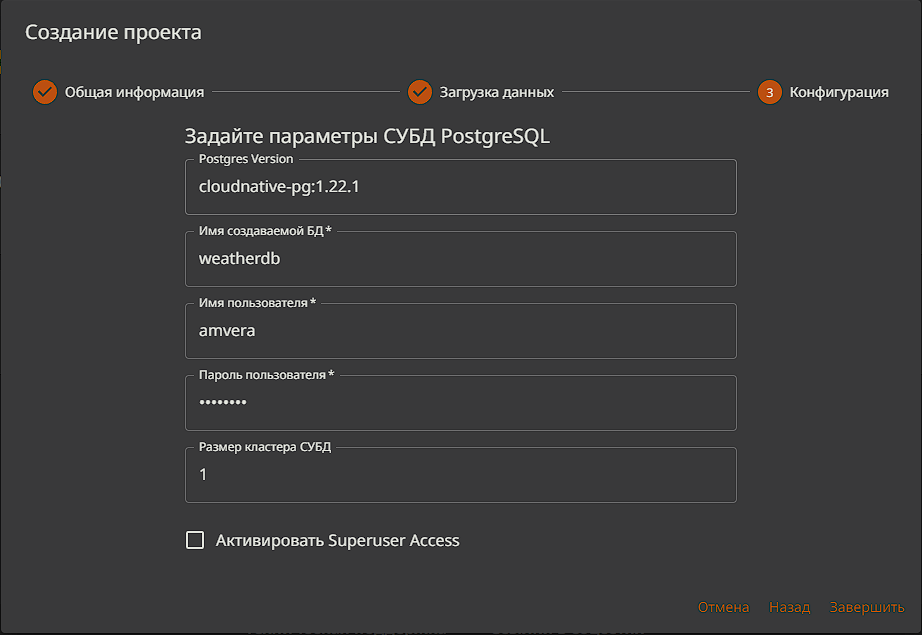 Создание проекта
Общая информация
Загрузка данных
3 Конфигурация
Задайте параметры СУБД PostgreSQL
Postgres Version
cloudnative-pg:1.22.1
Имя создаваемой БД *
weatherdb
Имя пользователя *
amvera
Пароль пользователя *
••••••••
Размер кластера СУБД
1
Активировать Superuser Access
Отмена Назад Завершить